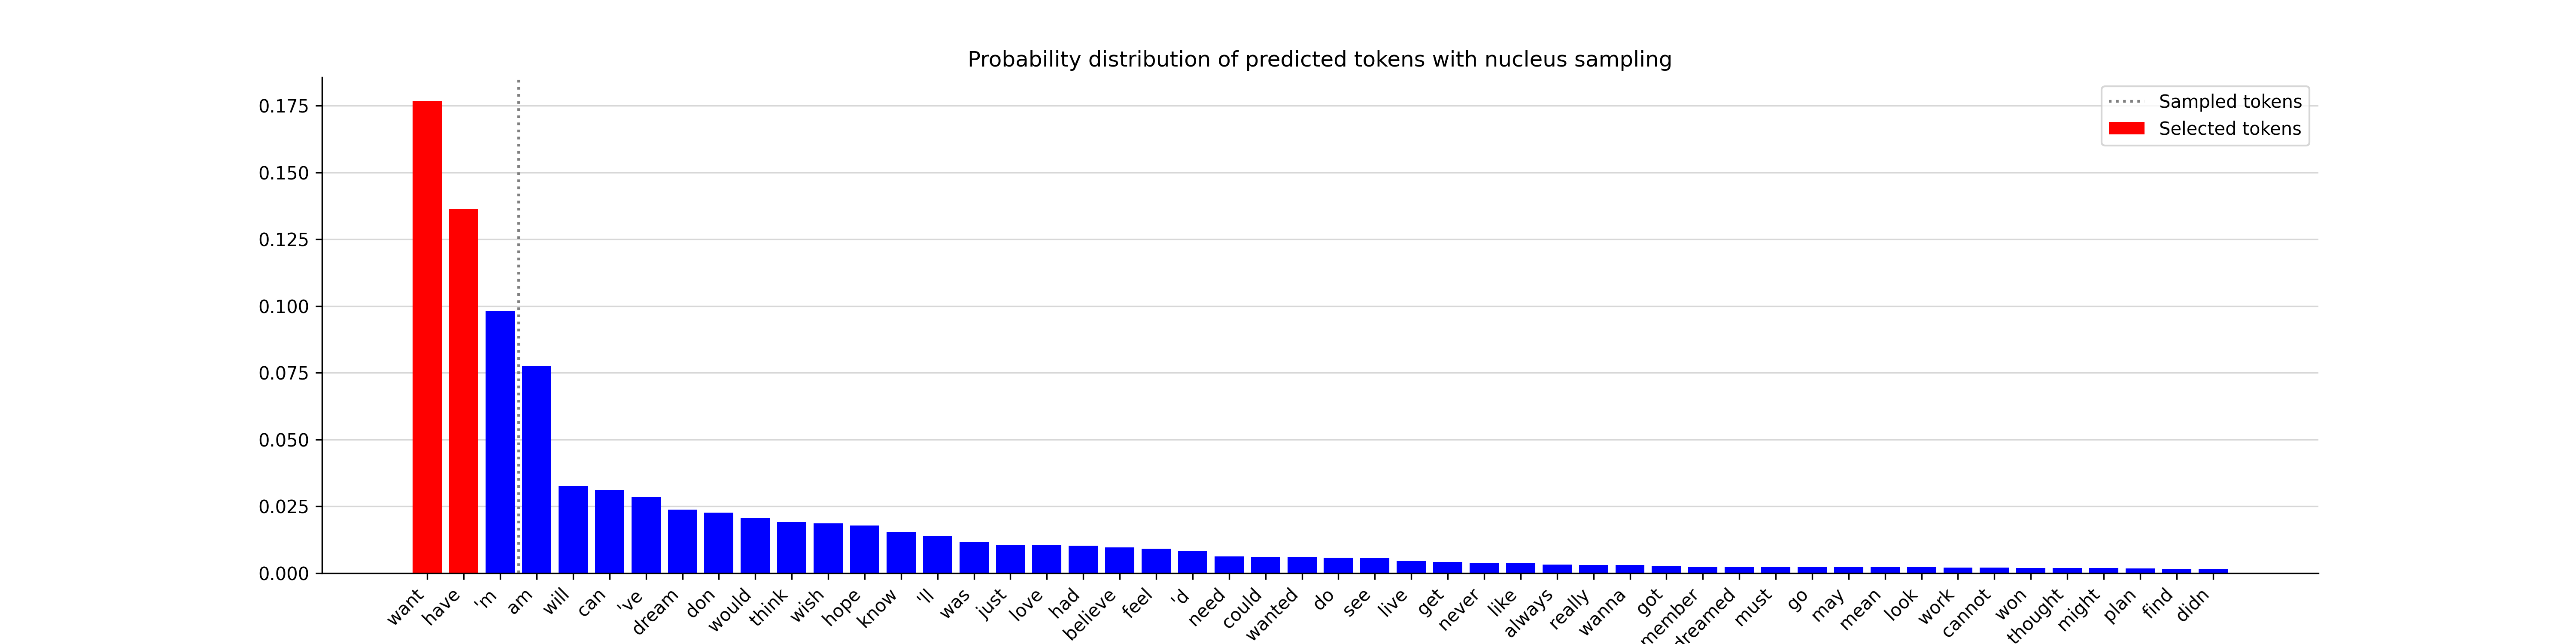 Probability distribution of predicted tokens with nucleus sampling
Sampled tokens
Selected tokens
0.175
0.150
0.125
0.100
0.075
0.050
0.025
0.000
want
have
'm
am
will
can
've
dream
don
would
think
wish
hope
know
'll
was
just
love
had
believe
feel
'd
need
could
wanted
do
see
live
get
never
like
always
really
wanna
got
member
dreamed
must
go
may
mean
look
work
cannot
won
thought
might
plan
find
didn